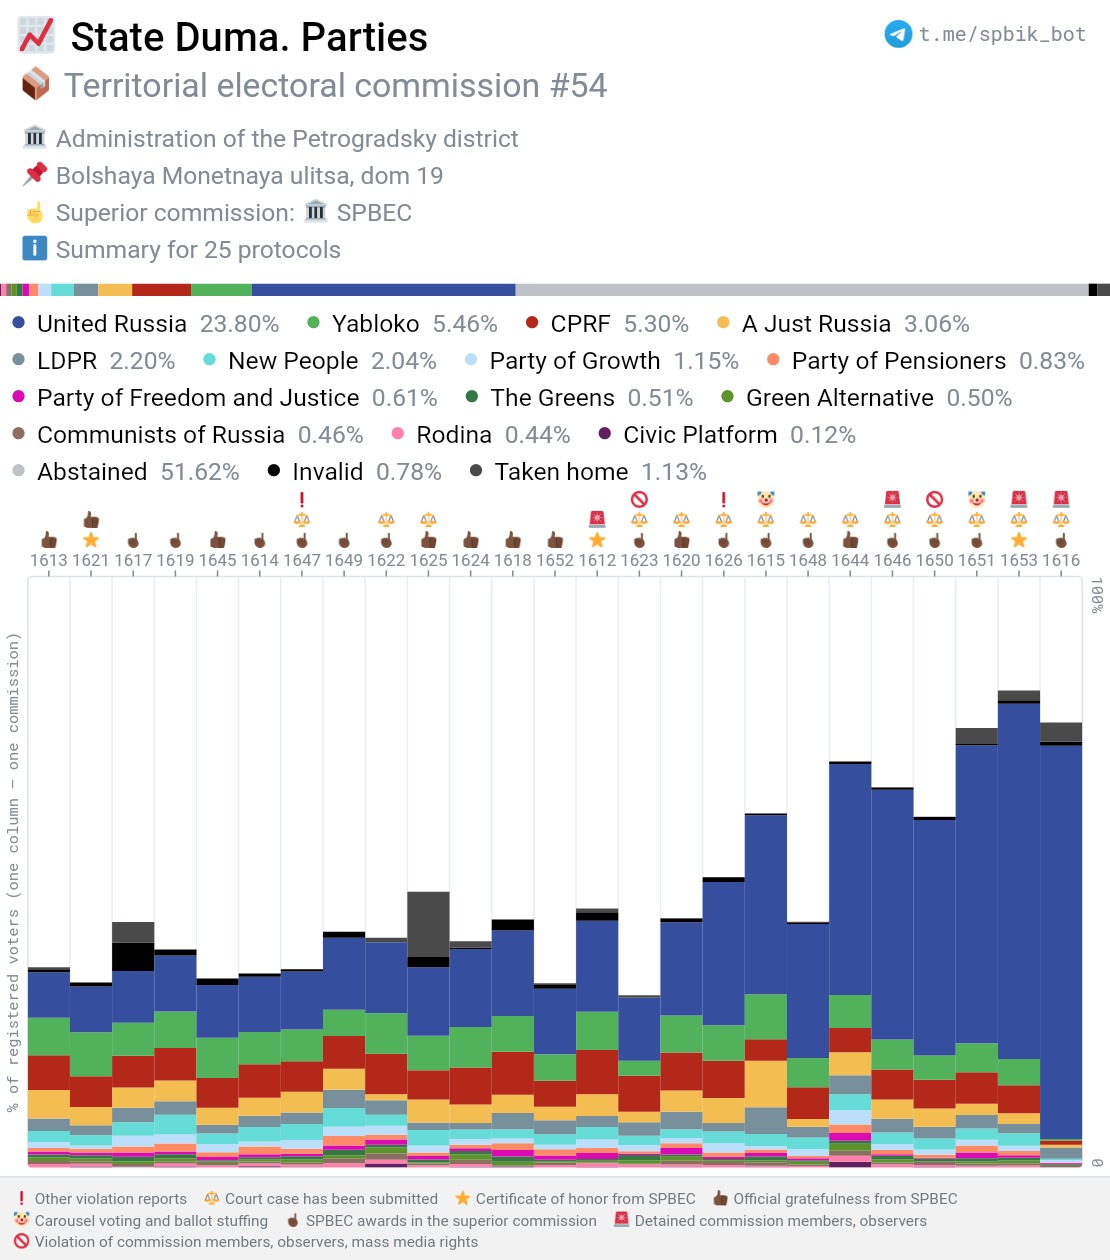 State Duma. Parties
t.me/spbik_bot
Territorial electoral commission #54
Administration of the Petrogradsky district
Bolshaya Monetnaya ulitsa, dom 19
Superior commission: SPBEC
Summary for 25 protocols
United Russia 23.80% Yabloko 5.46% CPRF 5.30% A Just Russia 3.06%
LDPR 2.20% New People 2.04% Party of Growth 1.15% Party of Pensioners 0.83%
Party of Freedom and Justice 0.61% The Greens 0.51% Green Alternative 0.50%
Communists of Russia 0.46% Rodina 0.44% Civic Platform 0.12%
Abstained 51.62% Invalid 0.78% Taken home 1.13%
1613 1621 1617 1619 1645 1614 1647 1649 1622 1625 1624 1618 1652 1612 1623 1620 1626 1615 1648 1644 1646 1650 1651 1653 1616
100%
% of registered voters (one column – one commission)
0
Other violation reports Court case has been submitted Certificate of honor from SPBEC Official gratefulness from SPBEC
Carousel voting and ballot stuffing SPBEC awards in the superior commission Detained commission members, observers
Violation of commission members, observers, mass media rights